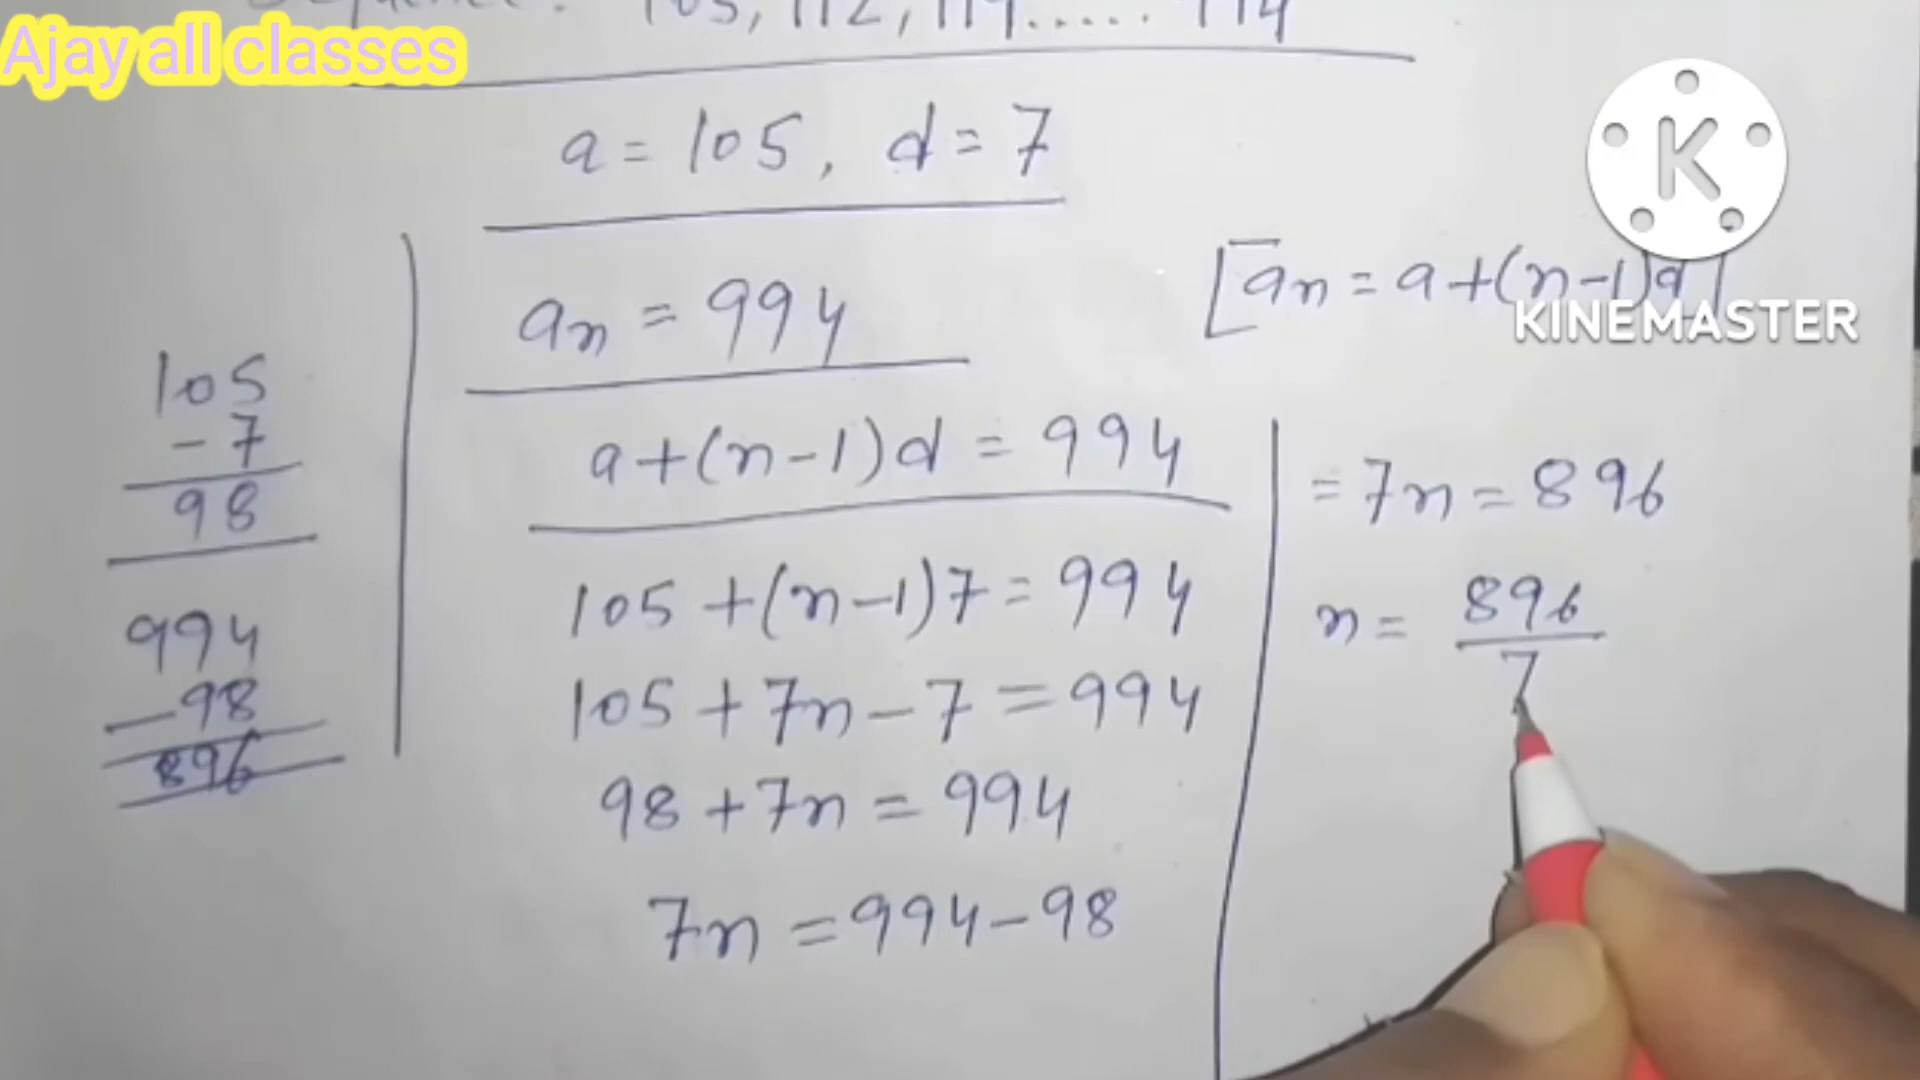 105, 112, 119..... 994
Ajay all classes
a = 105, d = 7
an = 994
[an = a+(n-1)d]
KINEMASTER
105
- 7
98
994
- 98
896
a+(n-1)d = 994
105 +(n-1)7 = 994
105 + 7n - 7 = 994
98 + 7n = 994
7n = 994 - 98
= 7n = 896
n = 896
7